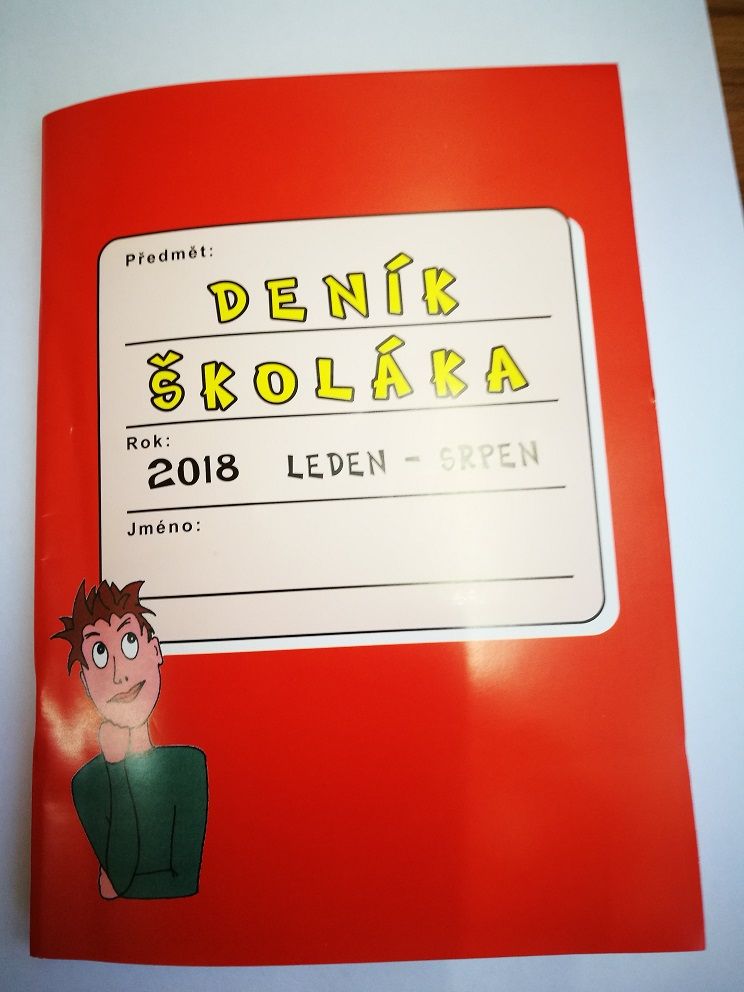 Předmět:
DENÍK
ŠKOLÁKA
Rok:
2018 LEDEN - SRPEN
Jméno: